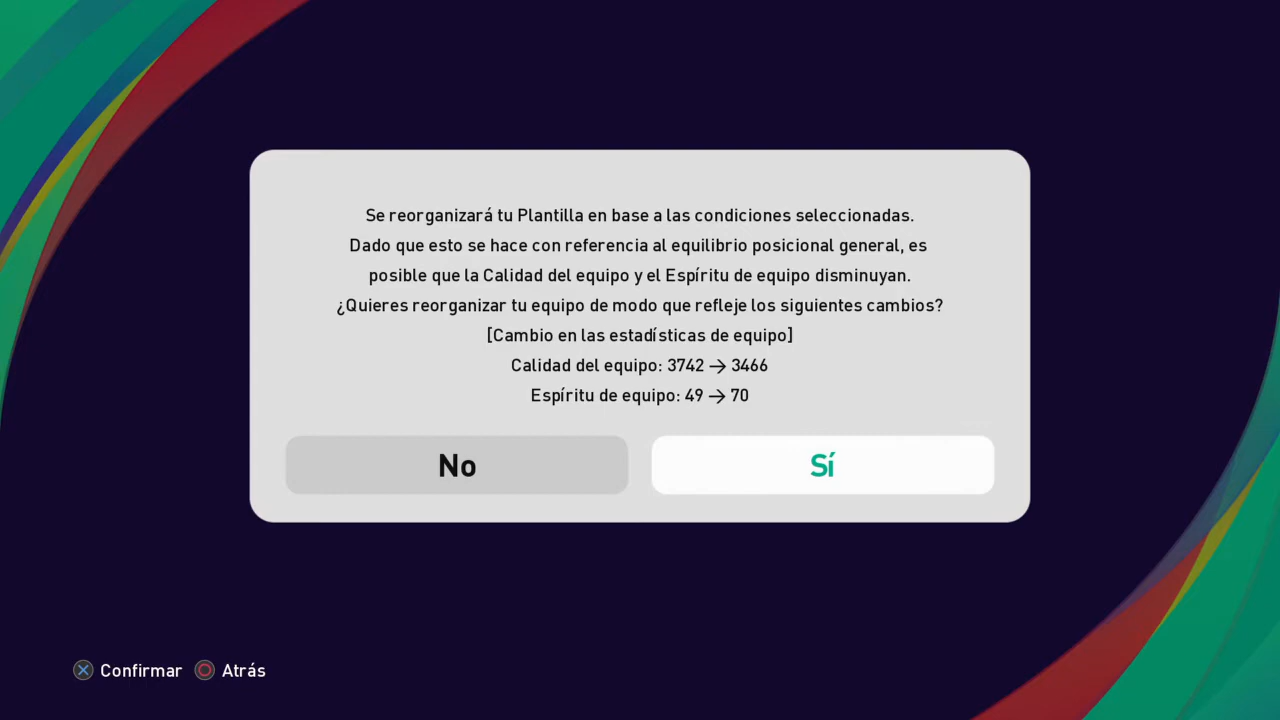 Se reorganizará tu Plantilla en base a las condiciones seleccionadas.
Dado que esto se hace con referencia al equilibrio posicional general, es
posible que la Calidad del equipo y el Espíritu de equipo disminuyan.
¿Quieres reorganizar tu equipo de modo que refleje los siguientes cambios?
[Cambio en las estadísticas de equipo]
Calidad del equipo: 3742 → 3466
Espíritu de equipo: 49 → 70
No Sí
Confirmar Atrás